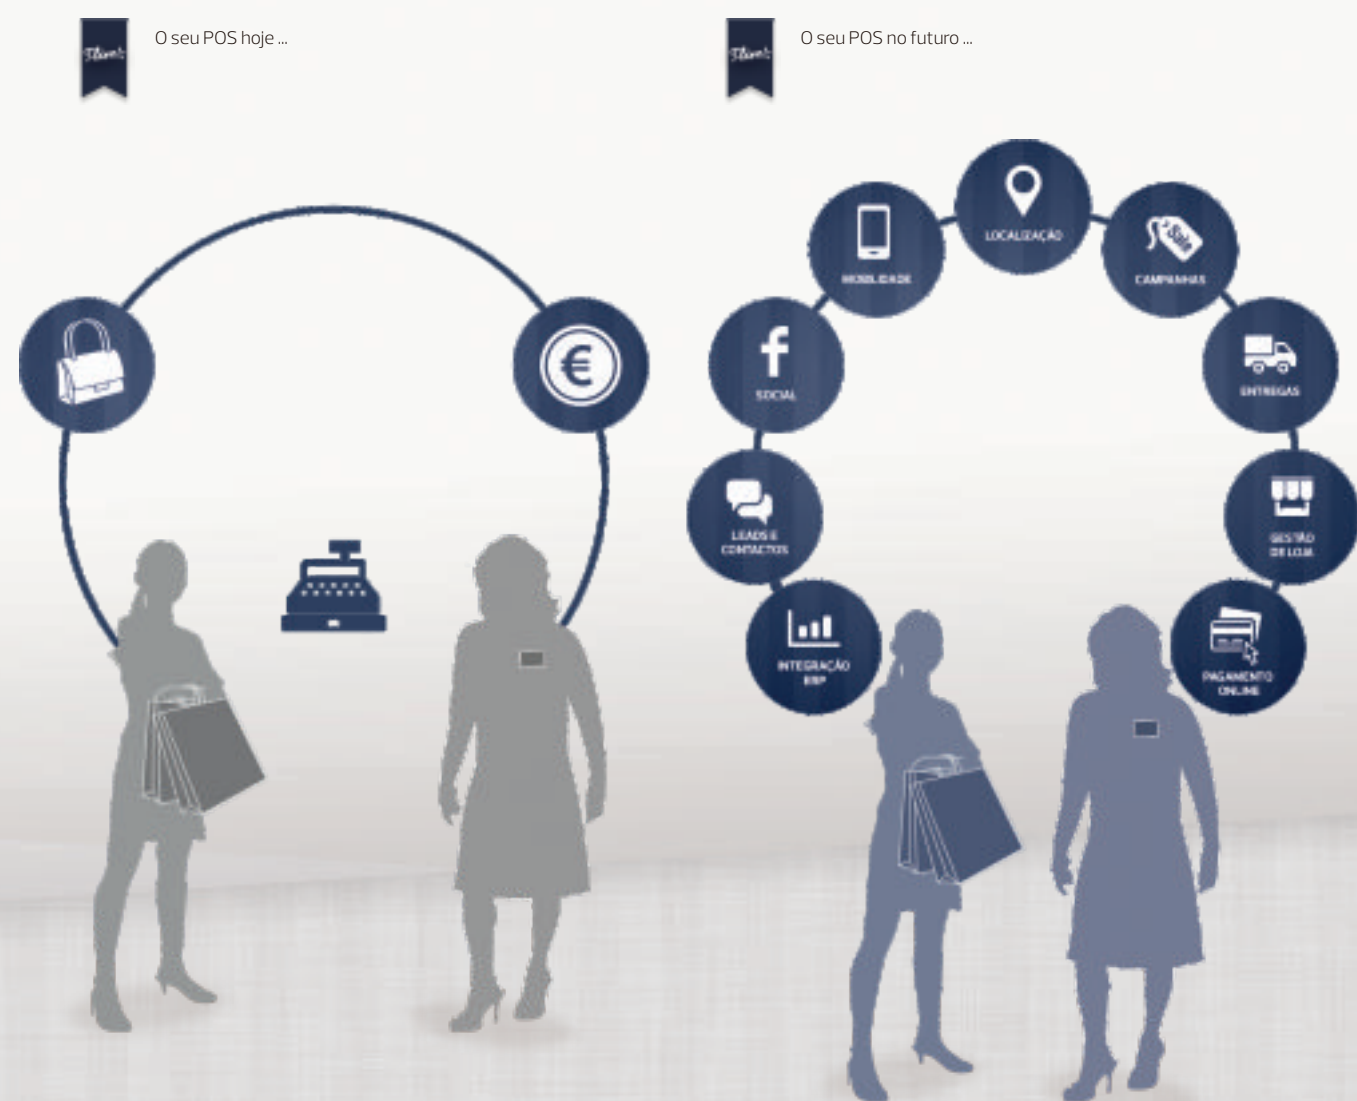 O seu POS hoje ...
O seu POS no futuro ...
LOCALIZAÇÃO
MOBILIDADE
Sale
CAMPANHAS
SOCIAL
ENTREGAS
LEADS E
CONTACTOS
GESTÃO
DE LOJA
INTEGRAÇÃO
ERP
PAGAMENTO
ONLINE